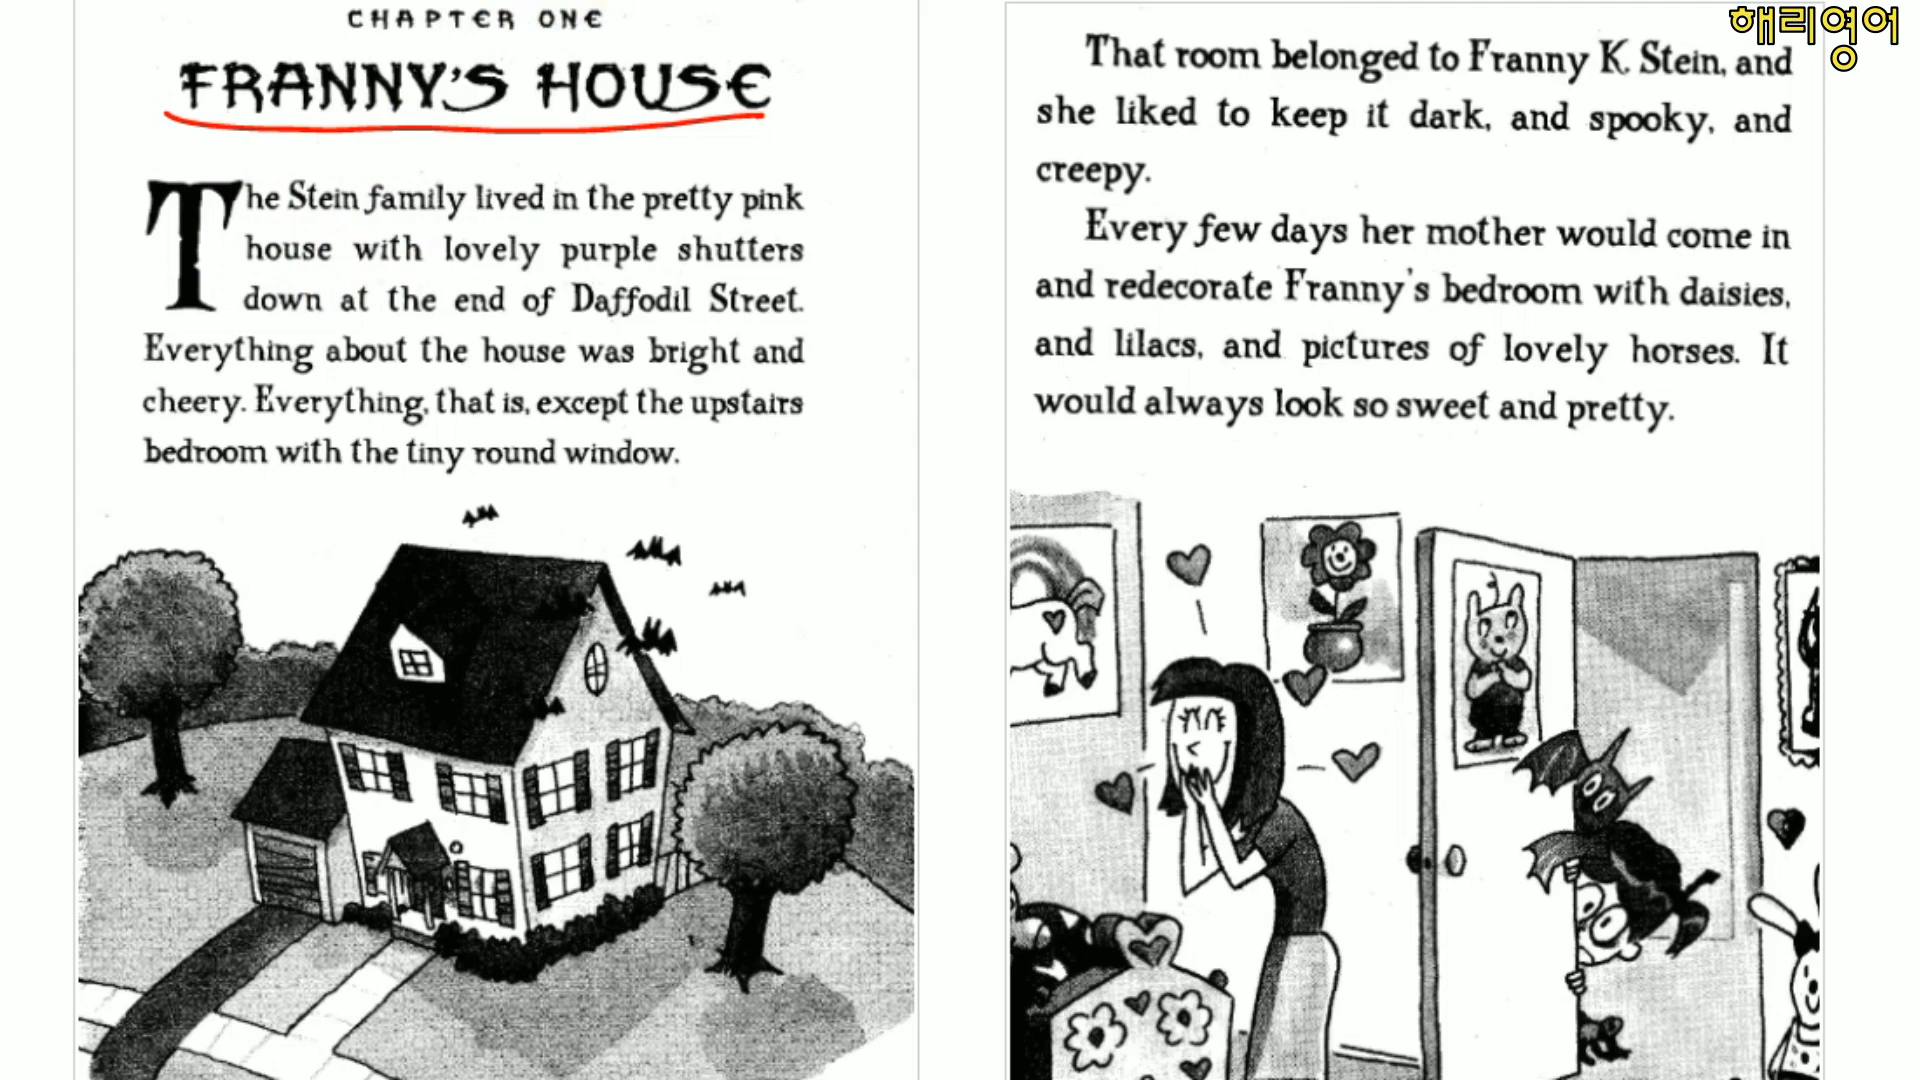 CHAPTER ONE
FRANNY'S HOUSE
The Stein family lived in the pretty pink
house with lovely purple shutters
down at the end of Daffodil Street.
Everything about the house was bright and
cheery. Everything, that is, except the upstairs
bedroom with the tiny round window.
해리영어
That room belonged to Franny K. Stein, and
she liked to keep it dark, and spooky, and
creepy.
Every few days her mother would come in
and redecorate Franny's bedroom with daisies,
and lilacs, and pictures of lovely horses. It
would always look so sweet and pretty.